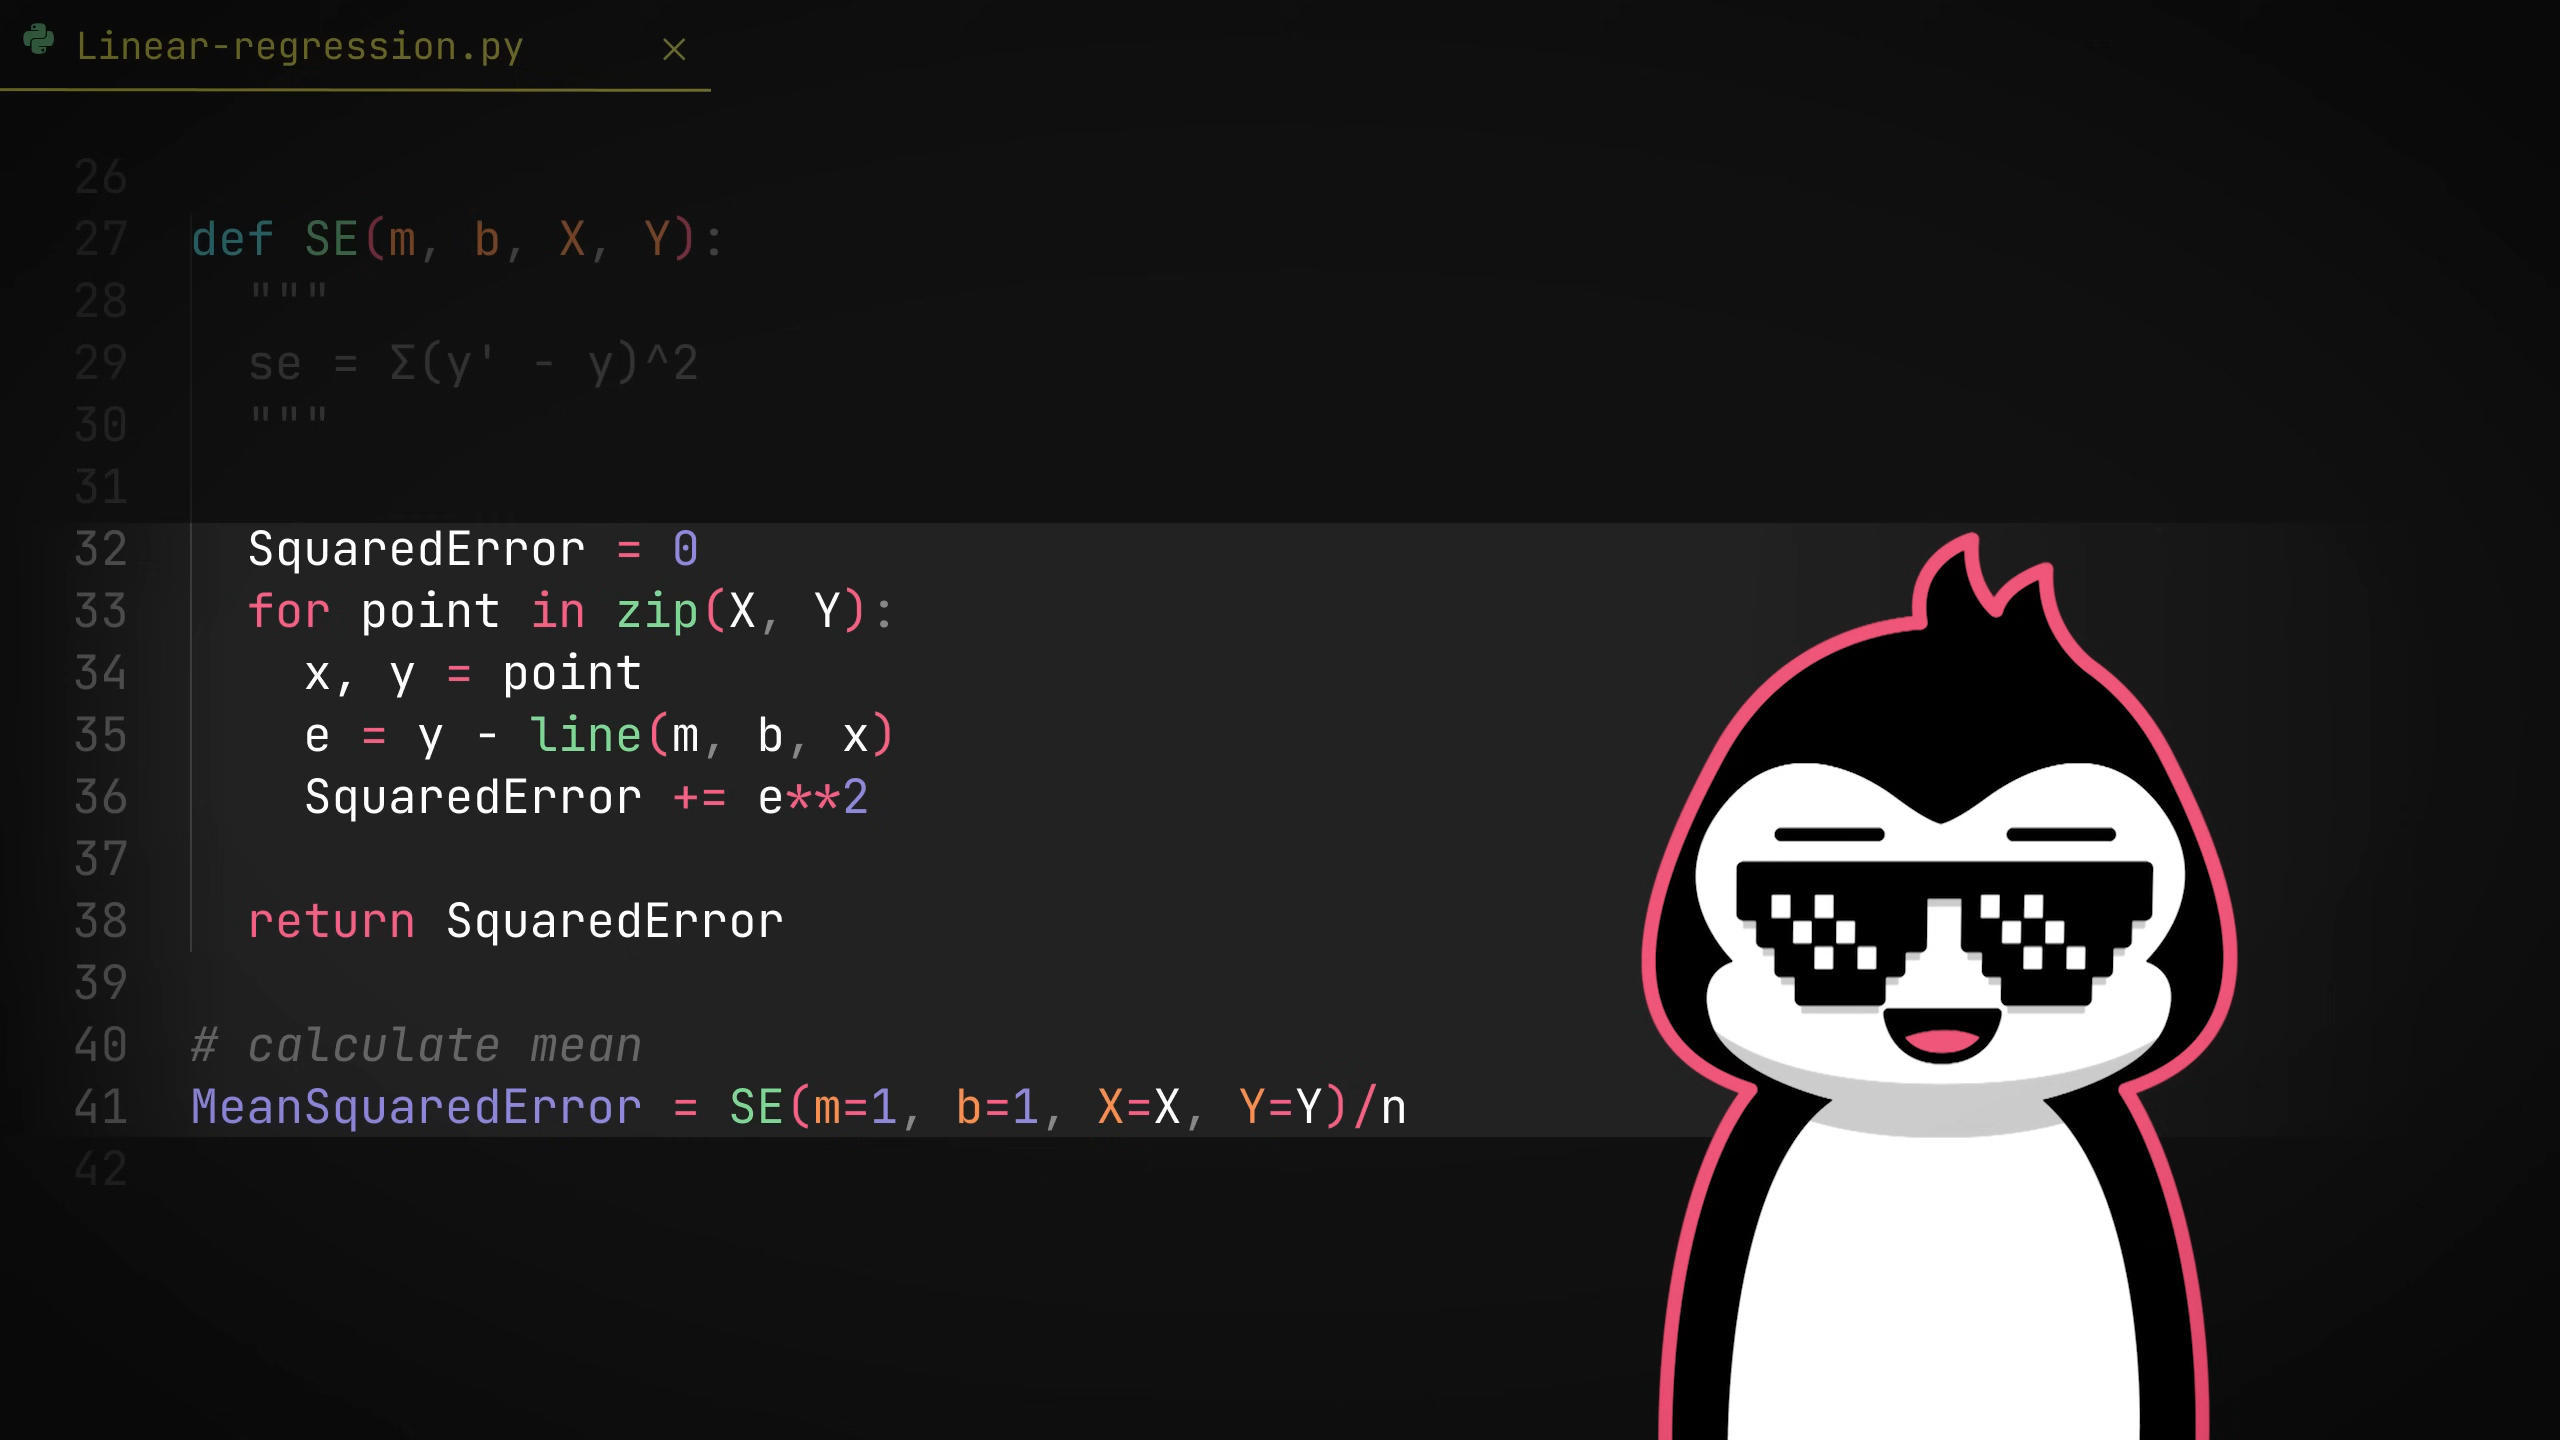 Linear-regression.py ×
26
27 def SE(m, b, X, Y):
28 """
29 se = Σ(y' - y)^2
30 """
31
32 SquaredError = 0
33 for point in zip(X, Y):
34 x, y = point
35 e = y - line(m, b, x)
36 SquaredError += e**2
37
38 return SquaredError
39
40 # calculate mean
41 MeanSquaredError = SE(m=1, b=1, X=X, Y=Y)/n
42